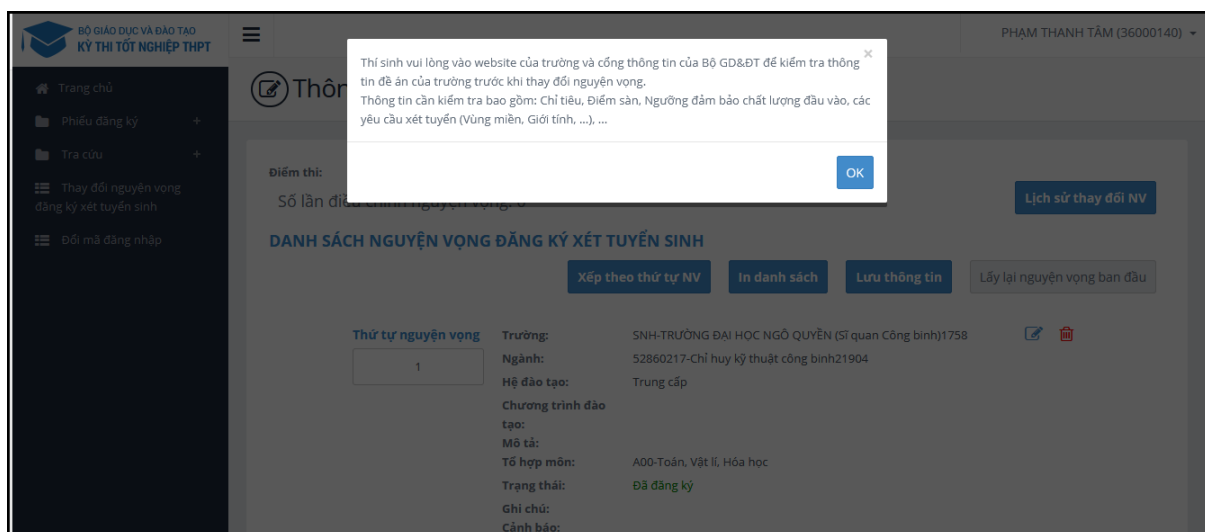 BỘ GIÁO DỤC VÀ ĐÀO TẠO
KỲ THI TỐT NGHIỆP THPT
PHẠM THANH TÂM (36000140)
Trang chủ
Phiếu đăng ký +
Tra cứu +
Thay đổi nguyện vọng
đăng ký xét tuyển sinh
Đổi mã đăng nhập
Thôn
×
Thí sinh vui lòng vào website của trường và cổng thông tin của Bộ GD&ĐT để kiểm tra thông
tin đề án của trường trước khi thay đổi nguyện vọng.
Thông tin cần kiểm tra bao gồm: Chỉ tiêu, Điểm sàn, Ngưỡng đảm bảo chất lượng đầu vào, các
yêu cầu xét tuyển (Vùng miền, Giới tính, ...), ...
OK
Điểm thi:
Số lần điều chỉnh nguyện vọng:
Lịch sử thay đổi NV
DANH SÁCH NGUYỆN VỌNG ĐĂNG KÝ XÉT TUYỂN SINH
Xếp theo thứ tự NV In danh sách Lưu thông tin Lấy lại nguyện vọng ban đầu
Thứ tự nguyện vọng
1
Trường: SNH-TRƯỜNG ĐẠI HỌC NGÔ QUYỀN (Sĩ quan Công binh)1758
Ngành: 52860217-Chỉ huy kỹ thuật công binh21904
Hệ đào tạo: Trung cấp
Chương trình đào
tạo:
Mô tả:
Tổ hợp môn: A00-Toán, Vật lí, Hóa học
Trạng thái: Đã đăng ký
Ghi chú:
Cảnh báo: